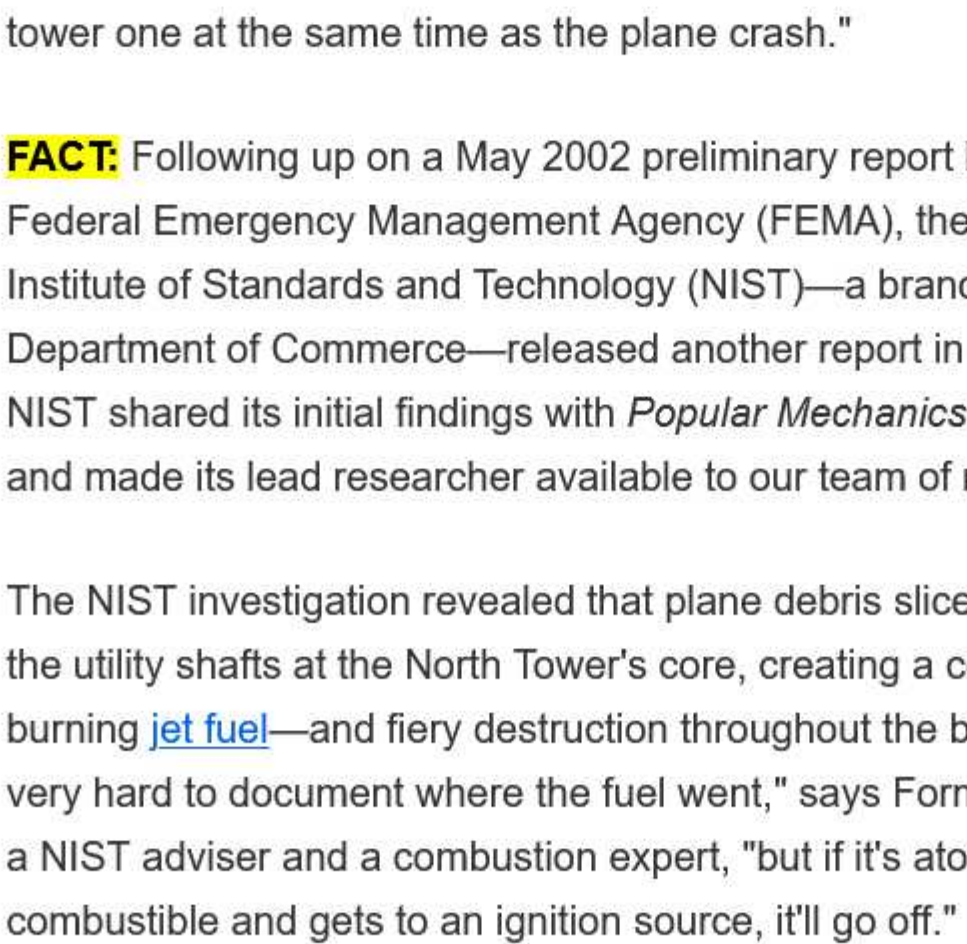 tower one at the same time as the plane crash."
FACT: Following up on a May 2002 preliminary report
Federal Emergency Management Agency (FEMA), the
Institute of Standards and Technology (NIST)—a
Department of Commerce—released another report in
NIST shared its initial findings with Popular Mechanics
and made its lead researcher available to our team of
The NIST investigation revealed that plane debris
the utility shafts at the North Tower's core, creating a
burning jet fuel—and fiery destruction throughout the
very hard to document where the fuel went," says
a NIST adviser and a combustion expert, "but if it's
combustible and gets to an ignition source, it'll go off."